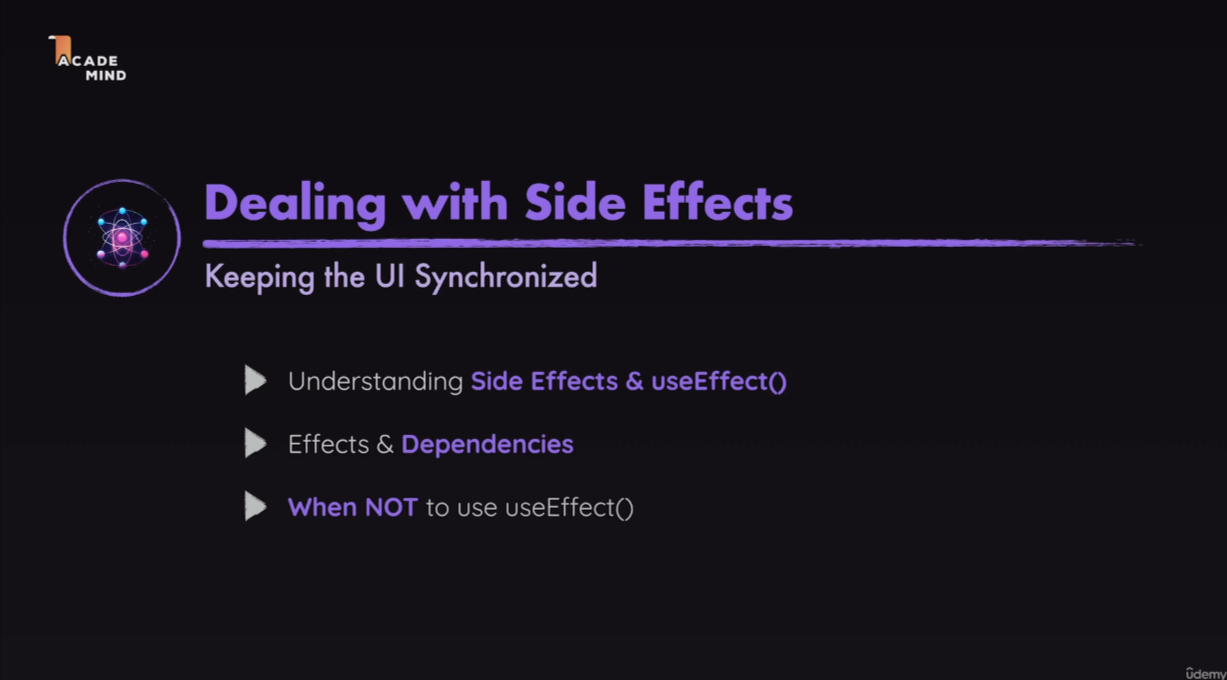 ACADE
MIND
Dealing with Side Effects
Keeping the UI Synchronized
Understanding Side Effects & useEffect()
Effects & Dependencies
When NOT to use useEffect()
ûdemy